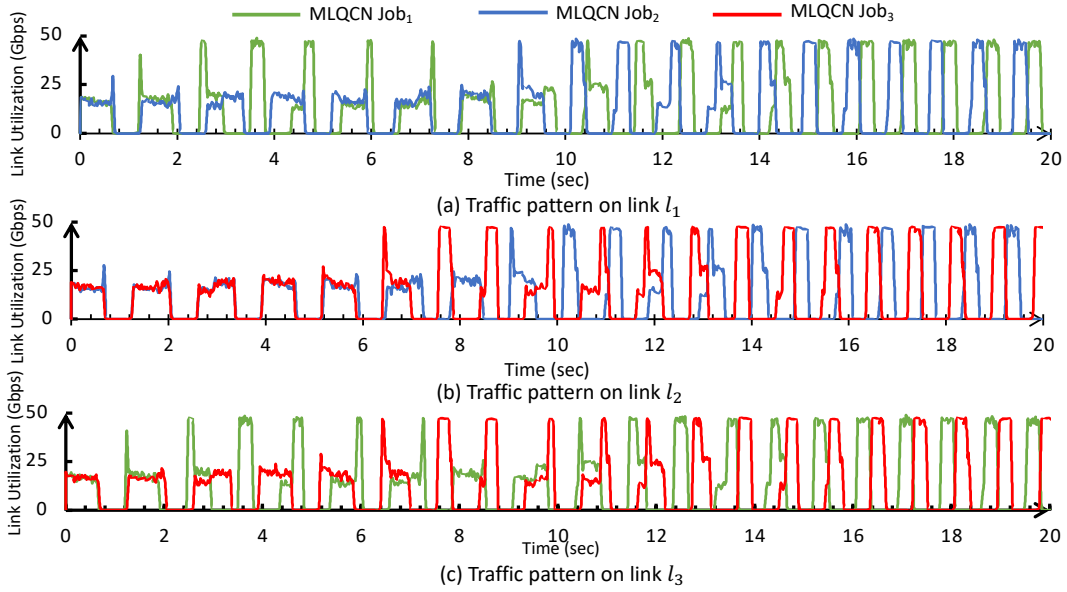 MLQCN Job₁ MLQCN Job₂ MLQCN Job₃
Link Utilization (Gbps)
50
25
0
0 2 4 6 8 10 12 14 16 18 20
Time (sec)
(a) Traffic pattern on link l₁
Link Utilization (Gbps)
50
25
0
0 2 4 6 8 10 12 14 16 18 20
Time (sec)
(b) Traffic pattern on link l₂
Link Utilization (Gbps)
50
25
0
0 2 4 6 8 10 12 14 16 18 20
Time (sec)
(c) Traffic pattern on link l₃